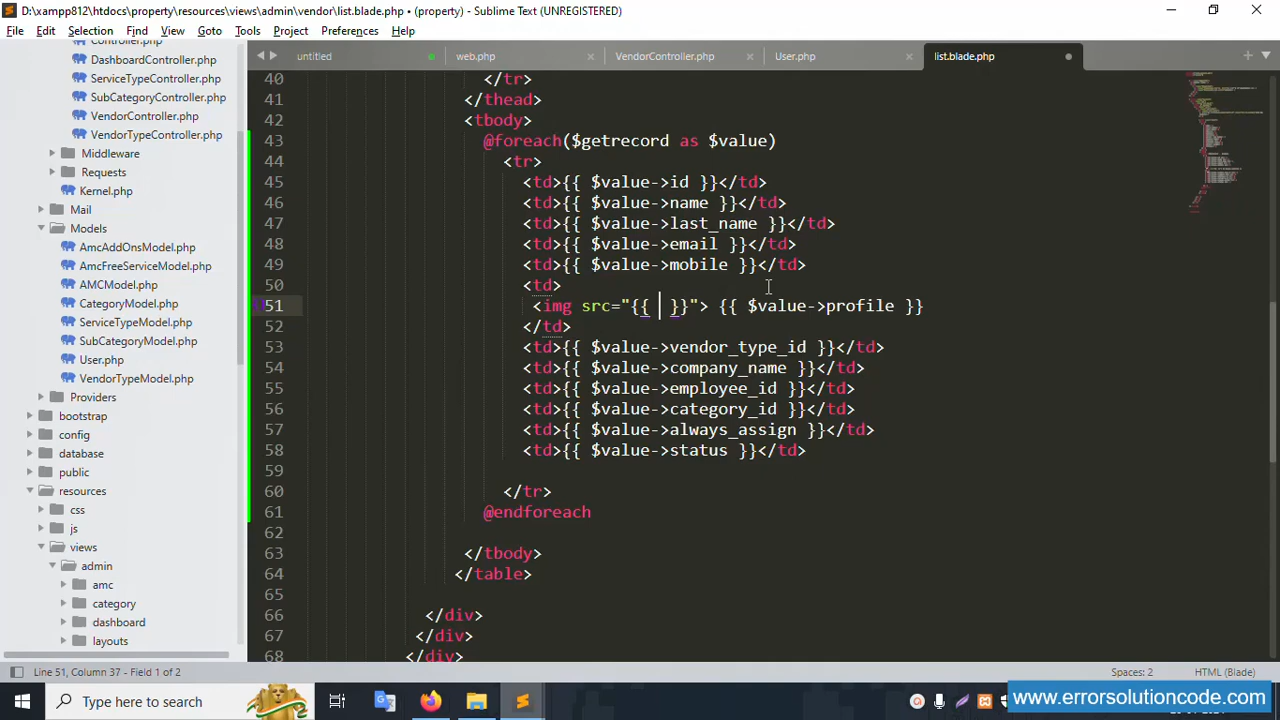 D:\xampp812\htdocs\property\resources\views\admin\vendor\list.blade.php • (property) - Sublime Text (UNREGISTERED)
File Edit Selection Find View Goto Tools Project Preferences Help
untitled web.php VendorController.php User.php list.blade.php
Controller.php
DashboardController.php
ServiceTypeController.php
SubCategoryController.php
VendorController.php
VendorTypeController.php
Middleware
Requests
Kernel.php
Mail
Models
AmcAddOnsModel.php
AmcFreeServiceModel.php
AMCModel.php
CategoryModel.php
ServiceTypeModel.php
SubCategoryModel.php
User.php
VendorTypeModel.php
Providers
bootstrap
config
database
public
resources
css
js
views
admin
amc
category
dashboard
layouts
40 </tr>
41 </thead>
42 <tbody>
43 @foreach($getrecord as $value)
44 <tr>
45 <td>{{ $value->id }}</td>
46 <td>{{ $value->name }}</td>
47 <td>{{ $value->last_name }}</td>
48 <td>{{ $value->email }}</td>
49 <td>{{ $value->mobile }}</td>
50 <td>
51 <img src="{{  }}"> {{ $value->profile }}
52 </td>
53 <td>{{ $value->vendor_type_id }}</td>
54 <td>{{ $value->company_name }}</td>
55 <td>{{ $value->employee_id }}</td>
56 <td>{{ $value->category_id }}</td>
57 <td>{{ $value->always_assign }}</td>
58 <td>{{ $value->status }}</td>
59
60 </tr>
61 @endforeach
62
63 </tbody>
64 </table>
65
66 </div>
67 </div>
68 </div>
Line 51, Column 37 - Field 1 of 2 Spaces: 2 HTML (Blade)
Type here to search
www.errorsolutioncode.com